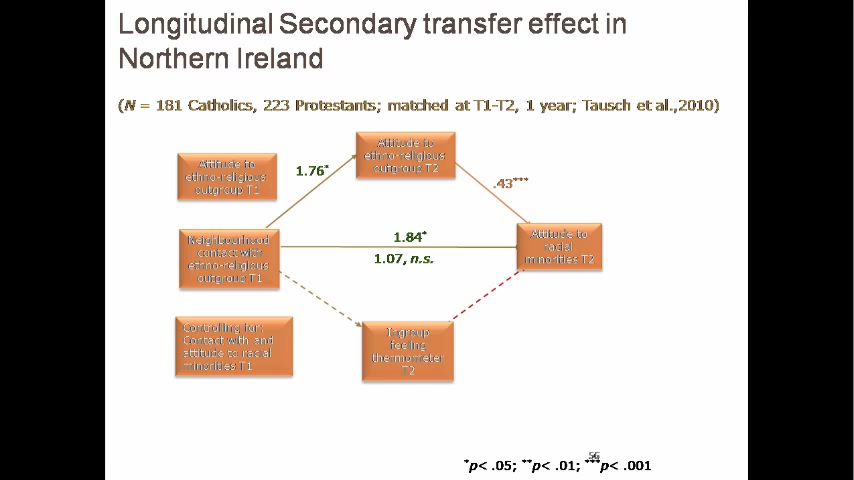 Longitudinal Secondary transfer effect in
Northern Ireland
(N = 181 Catholics, 223 Protestants; matched at T1-T2, 1 year; Tausch et al.,2010)
Attitude to
ethno-religious
outgroup T2
Attitude to
ethno-religious
outgroup T1
1.76*
.43***
Neighbourhood
contact with
ethno-religious
outgroup T1
1.84*
1.07, n.s.
Attitude to
racial
minorities T2
Controlling for:
Contact with and
attitude to racial
minorities T1
Ingroup
feeling
thermometer
T2
56
*p< .05; **p< .01; ***p< .001